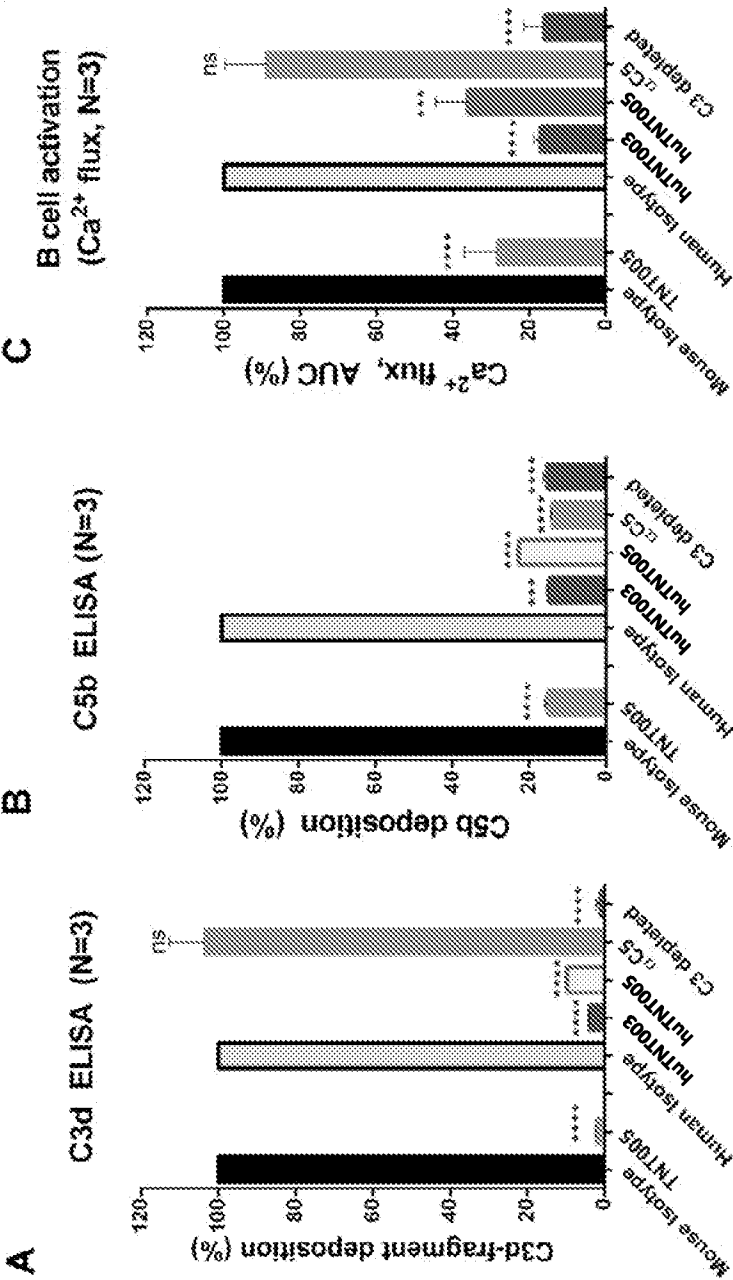 A
C3d ELISA (N=3)
C3d-fragment deposition (%)
120
100
80
60
40
20
0
****
****
****
ns
****
Mouse Isotype
TNT005
Human Isotype
huTNT003
huTNT005
αC5
C3 depleted
B
C5b ELISA (N=3)
C5b deposition (%)
120
100
80
60
40
20
0
****
***
****
****
****
Mouse Isotype
TNT005
Human Isotype
huTNT003
huTNT005
αC5
C3 depleted
C
B cell activation
(Ca²⁺ flux, N=3)
Ca²⁺ flux, AUC (%)
120
100
80
60
40
20
0
****
****
***
ns
****
Mouse Isotype
TNT005
Human Isotype
huTNT003
huTNT005
αC5
C3 depleted